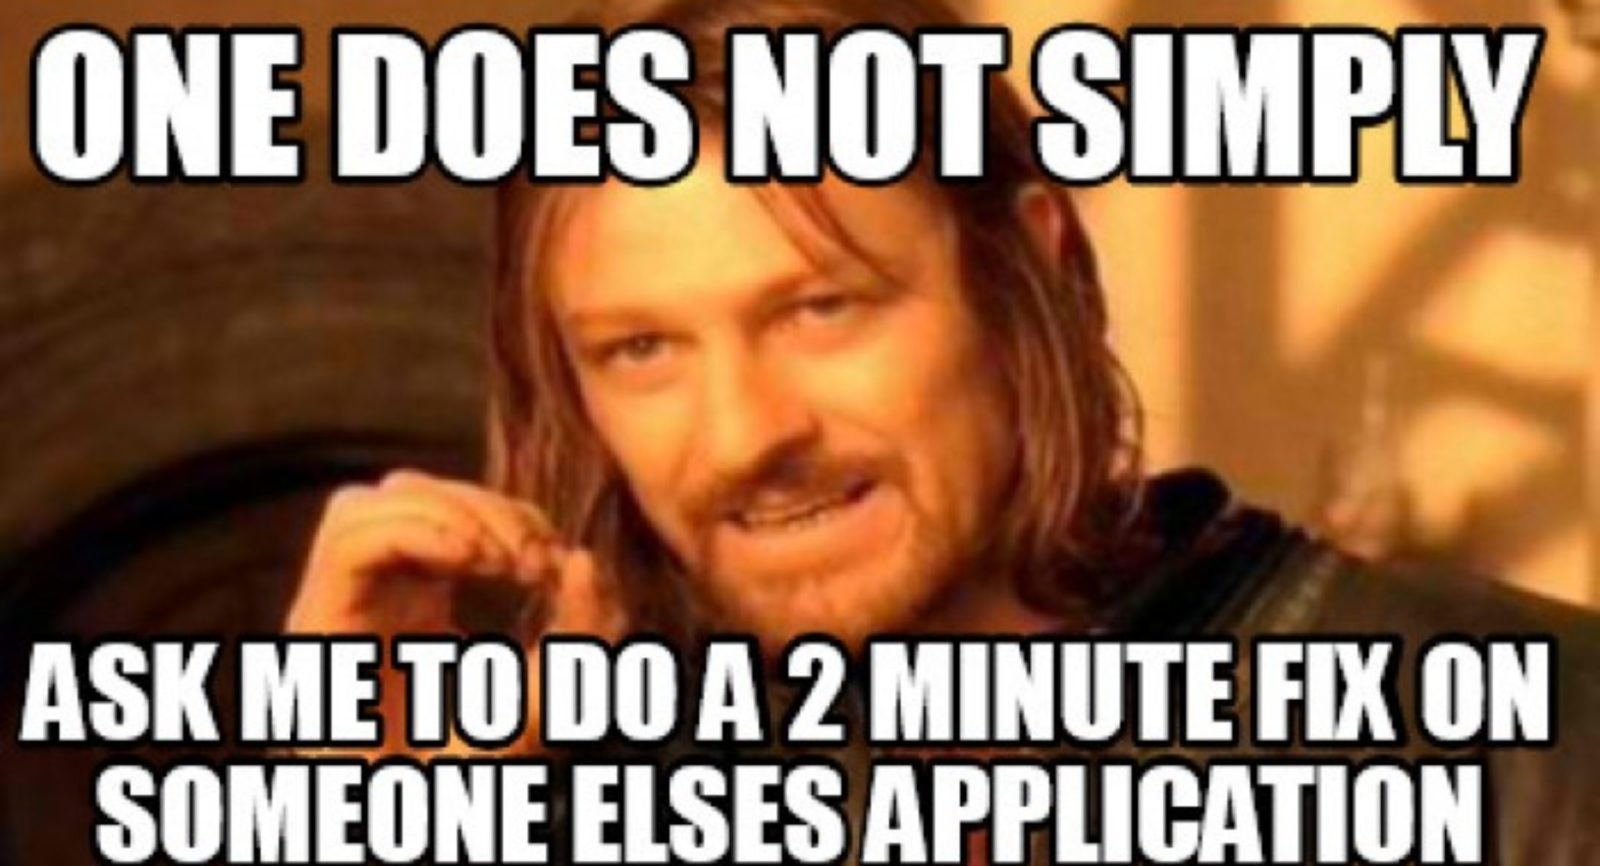 ONE DOES NOT SIMPLY
ASK ME TO DO A 2 MINUTE FIX ON
SOMEONE ELSES APPLICATION